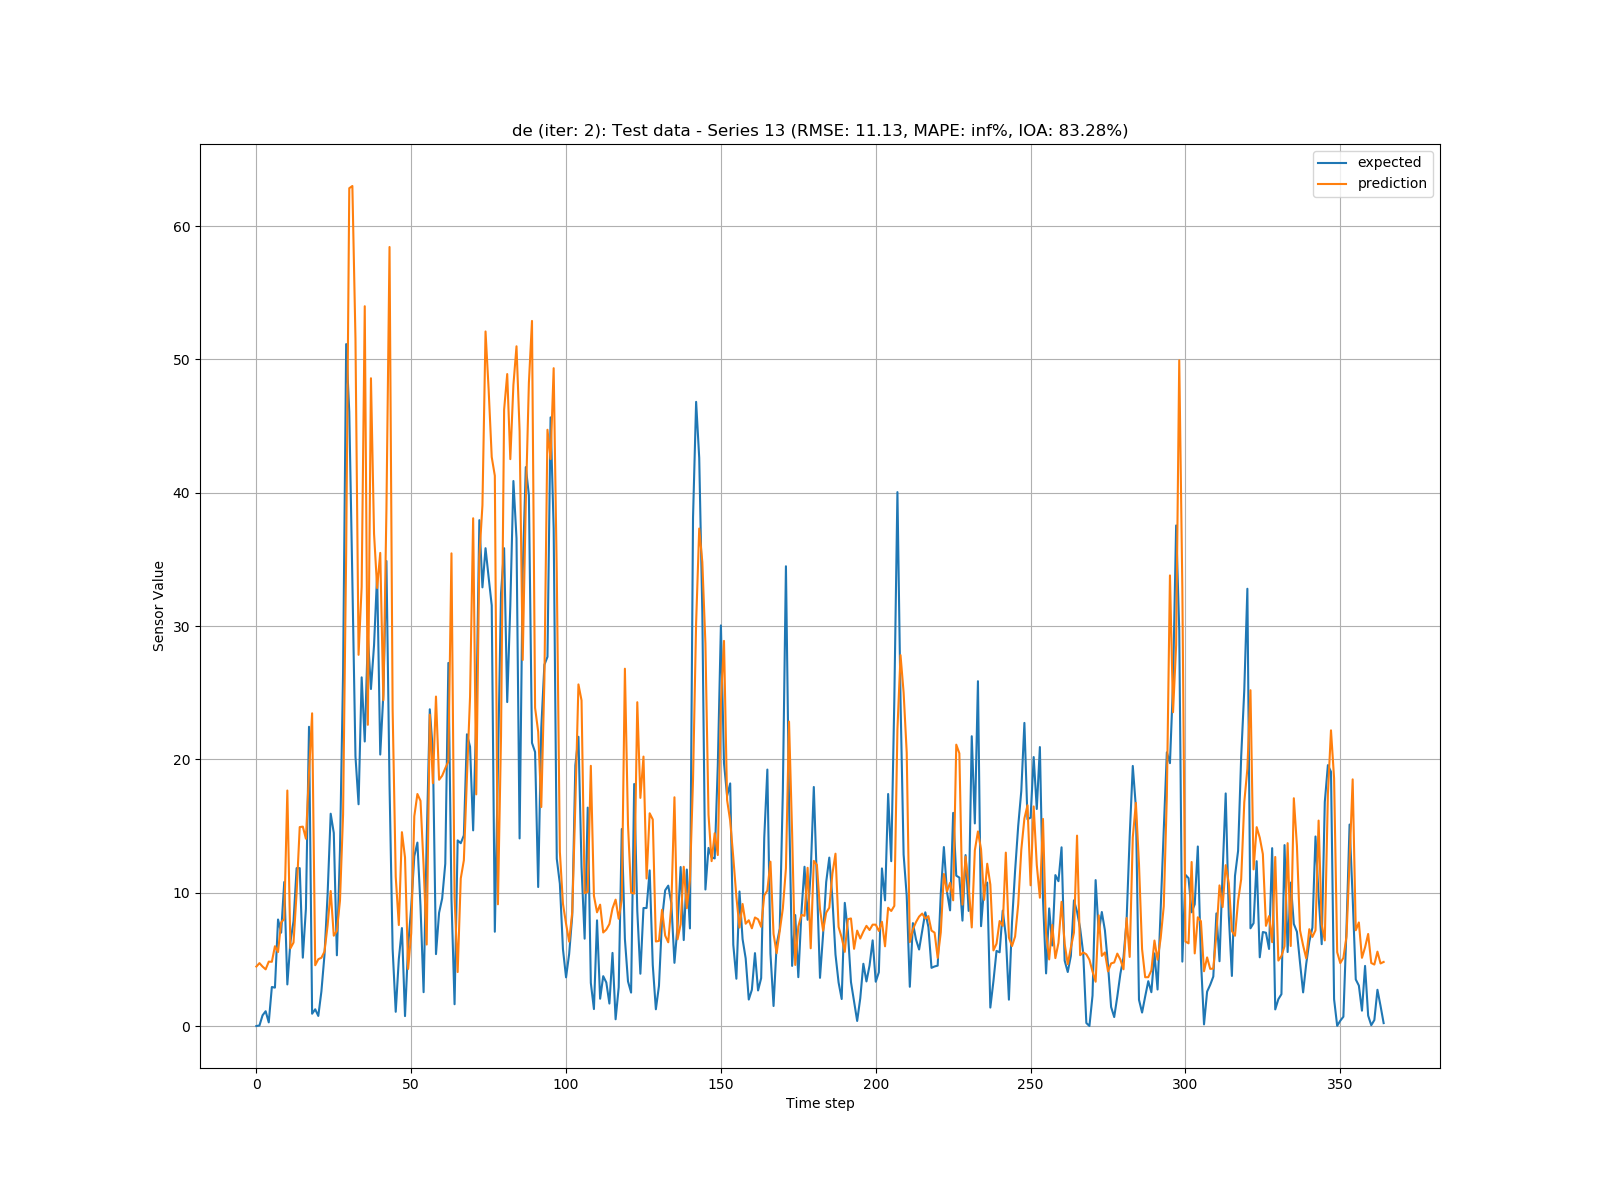 de (iter: 2): Test data - Series 13 (RMSE: 11.13, MAPE: inf%, IOA: 83.28%)
expected
prediction
60
50
40
30
20
10
0
Sensor Value
0 50 100 150 200 250 300 350
Time step